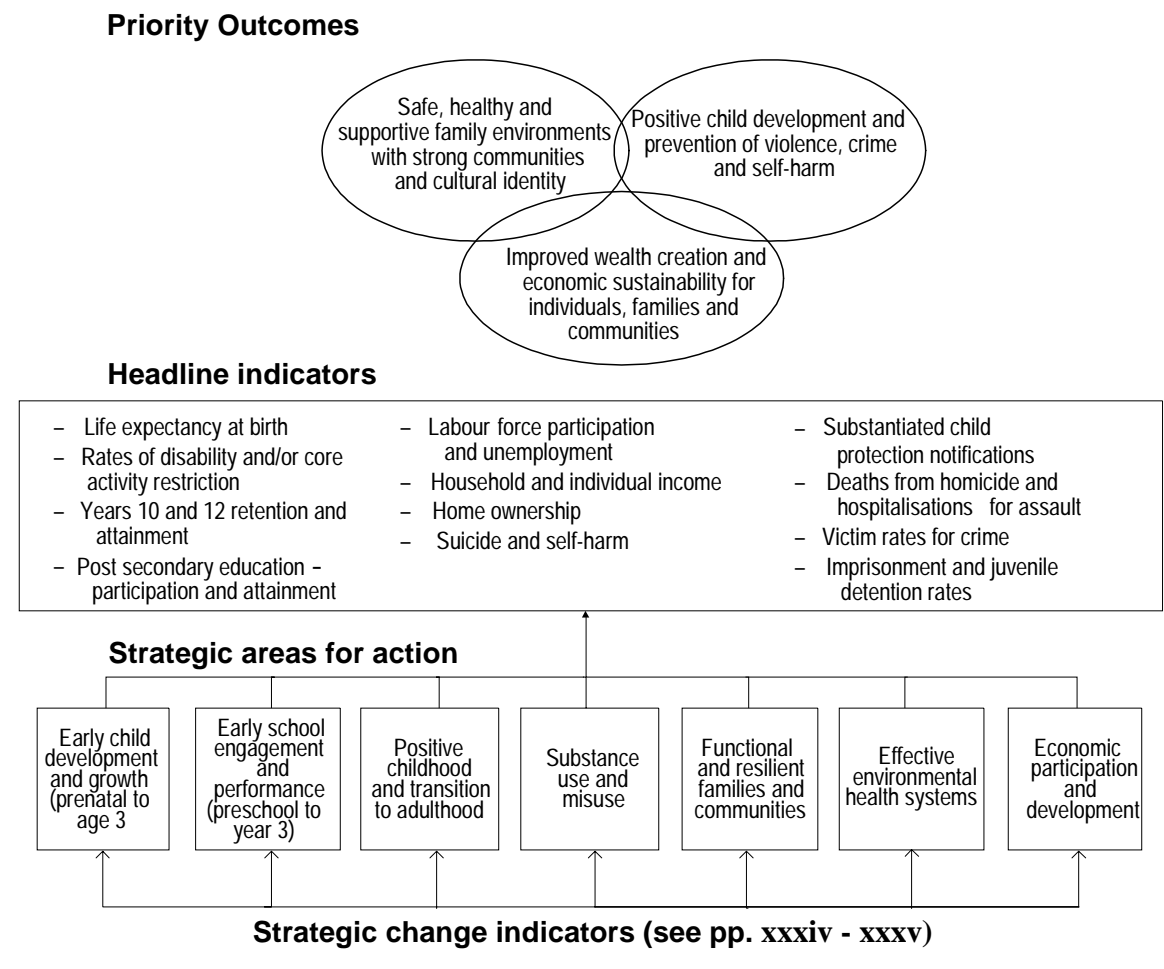 Priority Outcomes
Safe, healthy and
supportive family environments
with strong communities
and cultural identity
Positive child development and
prevention of violence, crime
and self-harm
Improved wealth creation and
economic sustainability for
individuals, families and
communities
Headline indicators
– Life expectancy at birth
– Rates of disability and/or core
activity restriction
– Years 10 and 12 retention and
attainment
– Post secondary education –
participation and attainment
– Labour force participation
and unemployment
– Household and individual income
– Home ownership
– Suicide and self-harm
– Substantiated child
protection notifications
– Deaths from homicide and
hospitalisations for assault
– Victim rates for crime
– Imprisonment and juvenile
detention rates
Strategic areas for action
Early child
development
and growth
(prenatal to
age 3
Early school
engagement
and
performance
(preschool to
year 3)
Positive
childhood
and transition
to adulthood
Substance
use and
misuse
Functional
and resilient
families and
communities
Effective
environmental
health systems
Economic
participation
and
development
Strategic change indicators (see pp. xxxiv - xxxv)